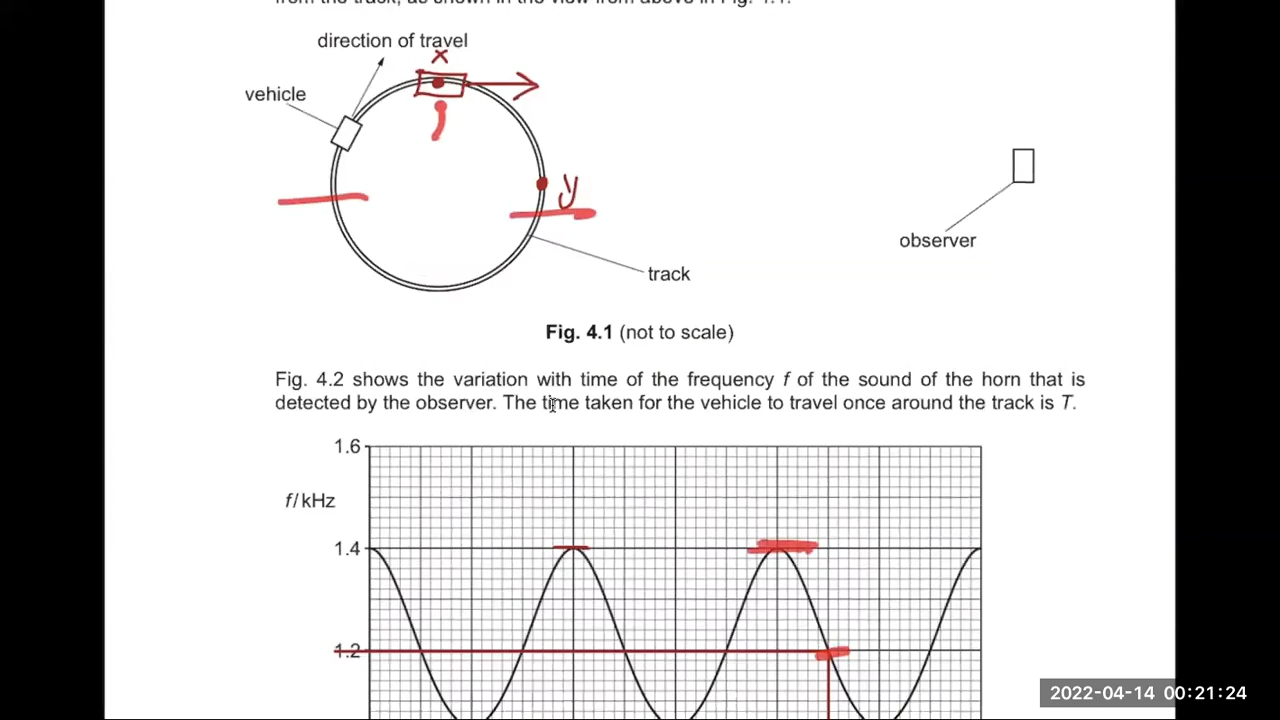 direction of travel
x
vehicle
y
observer
track
Fig. 4.1 (not to scale)
Fig. 4.2 shows the variation with time of the frequency f of the sound of the horn that is
detected by the observer. The time taken for the vehicle to travel once around the track is T.
1.6
f/kHz
1.4
1.2
2022-04-14 00:21:24